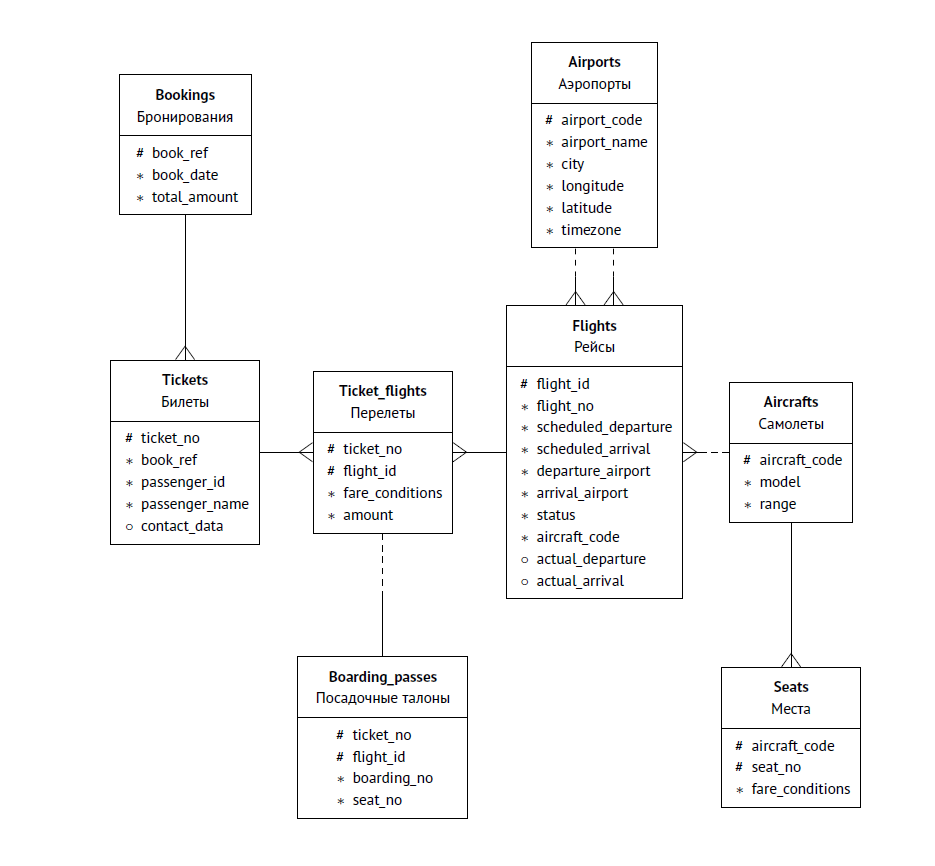 Bookings
Бронирования
# book_ref
* book_date
* total_amount
Airports
Аэропорты
# airport_code
* airport_name
* city
* longitude
* latitude
* timezone
Tickets
Билеты
# ticket_no
* book_ref
* passenger_id
* passenger_name
○ contact_data
Ticket_flights
Перелеты
# ticket_no
# flight_id
* fare_conditions
* amount
Flights
Рейсы
# flight_id
* flight_no
* scheduled_departure
* scheduled_arrival
* departure_airport
* arrival_airport
* status
* aircraft_code
○ actual_departure
○ actual_arrival
Aircrafts
Самолеты
# aircraft_code
* model
* range
Boarding_passes
Посадочные талоны
# ticket_no
# flight_id
* boarding_no
* seat_no
Seats
Места
# aircraft_code
# seat_no
* fare_conditions